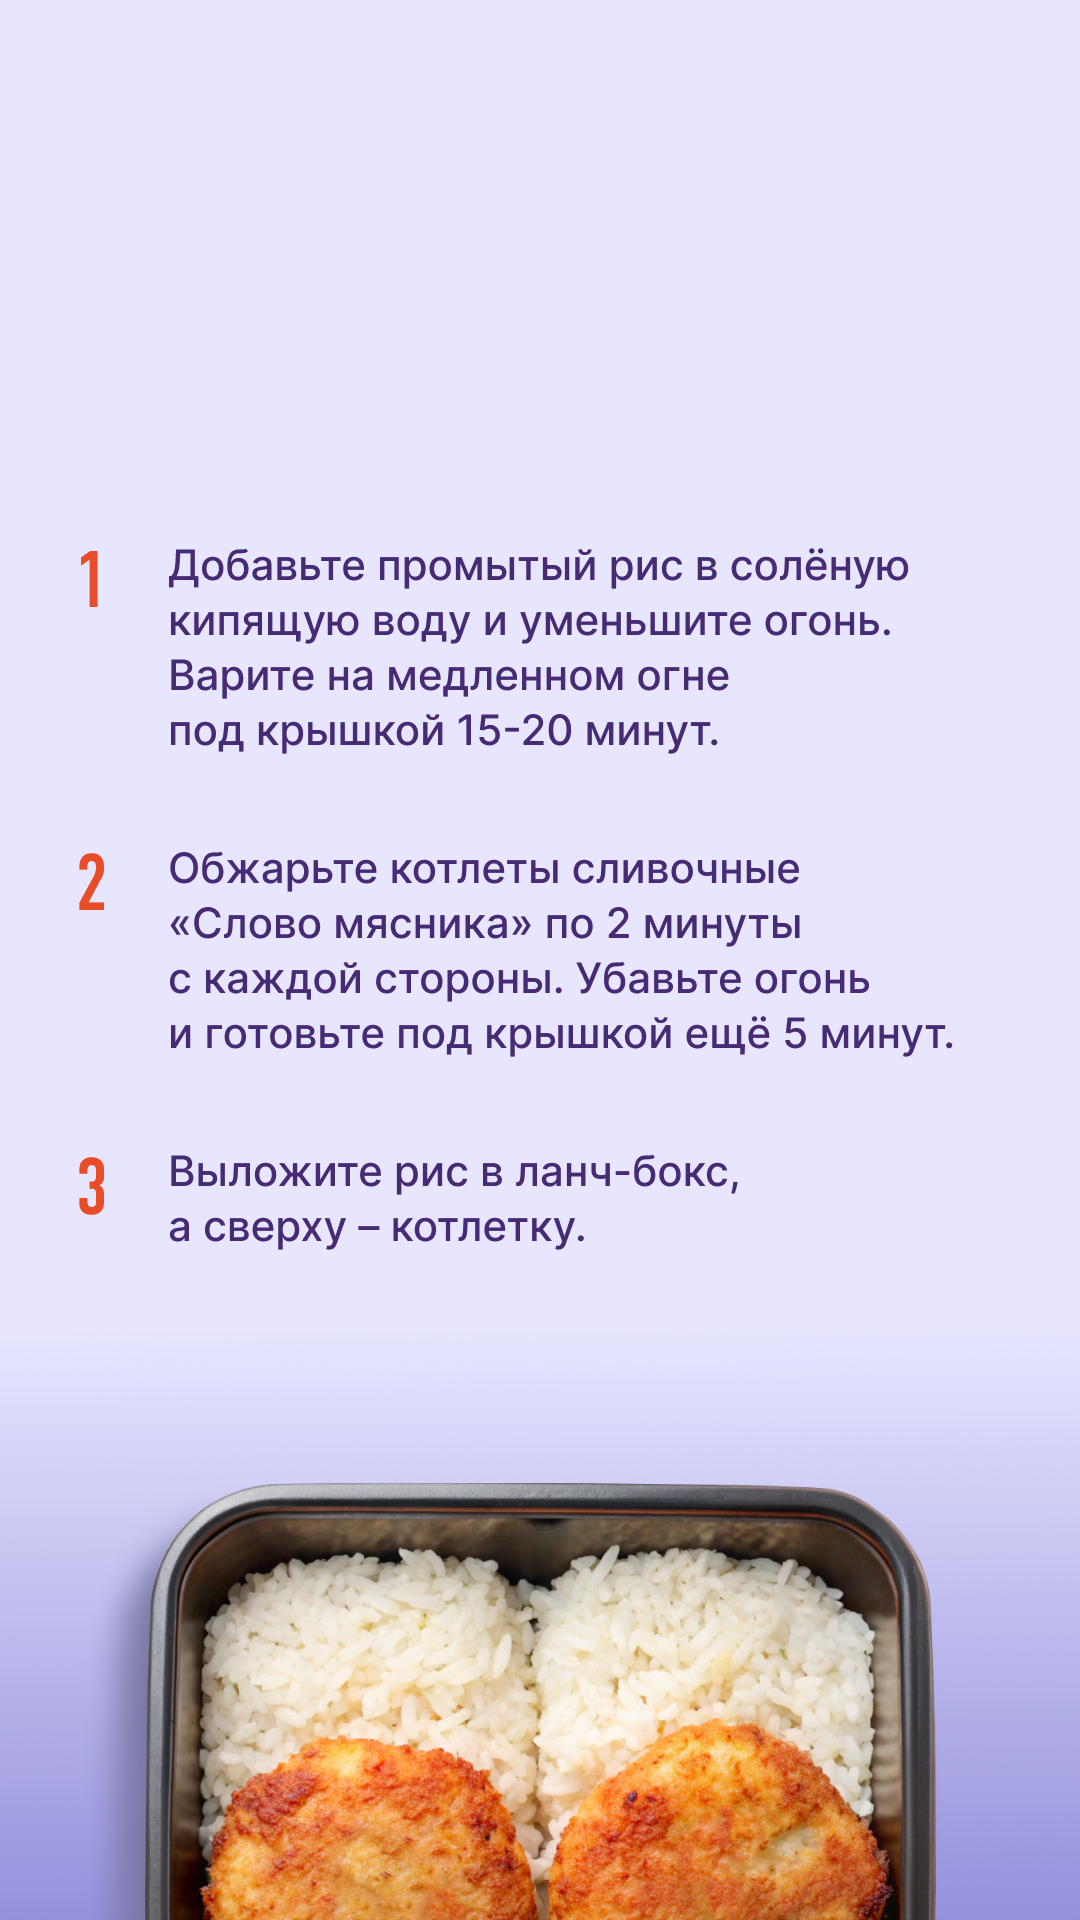 1 Добавьте промытый рис в солёную
кипящую воду и уменьшите огонь.
Варите на медленном огне
под крышкой 15-20 минут.
2 Обжарьте котлеты сливочные
«Слово мясника» по 2 минуты
с каждой стороны. Убавьте огонь
и готовьте под крышкой ещё 5 минут.
3 Выложите рис в ланч-бокс,
а сверху – котлетку.